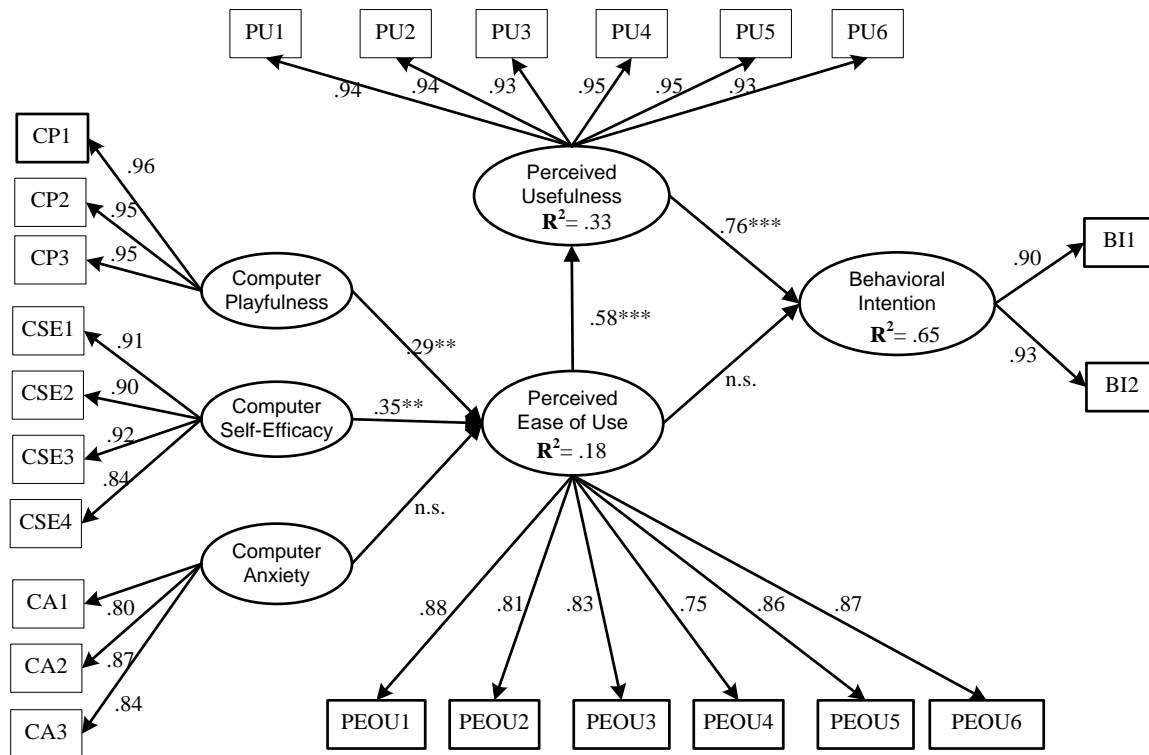 PU1 PU2 PU3 PU4 PU5 PU6
.94 .94 .93 .95 .95 .93
CP1
CP2
CP3
.96
.95
.95
Perceived
Usefulness
R²= .33
.76***
Computer
Playfulness
.29**
.58***
Behavioral
Intention
R²= .65
.90
.93
BI1
BI2
CSE1
CSE2
CSE3
CSE4
.91
.90
.92
.84
Computer
Self-Efficacy
.35**
Perceived
Ease of Use
R²= .18
n.s.
n.s.
Computer
Anxiety
CA1
CA2
CA3
.80
.87
.84
.88 .81 .83 .75 .86 .87
PEOU1 PEOU2 PEOU3 PEOU4 PEOU5 PEOU6